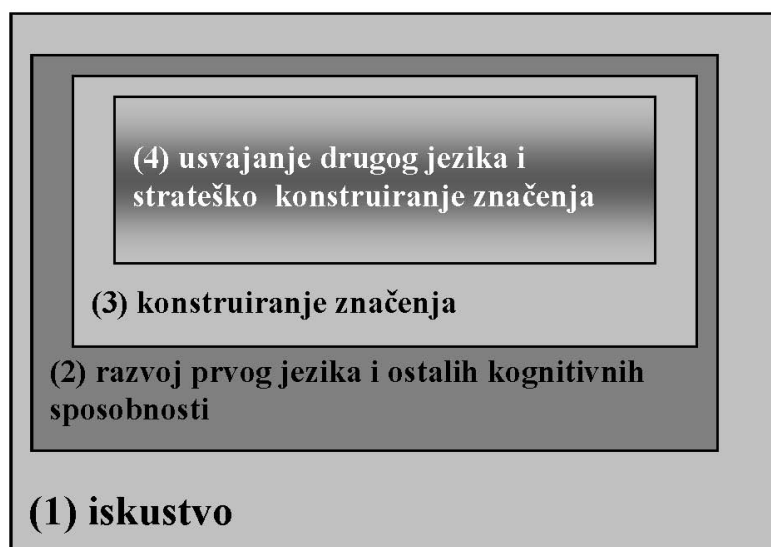 (4) usvajanje drugog jezika i
strateško konstruiranje značenja
(3) konstruiranje značenja
(2) razvoj prvog jezika i ostalih kognitivnih
sposobnosti
(1) iskustvo